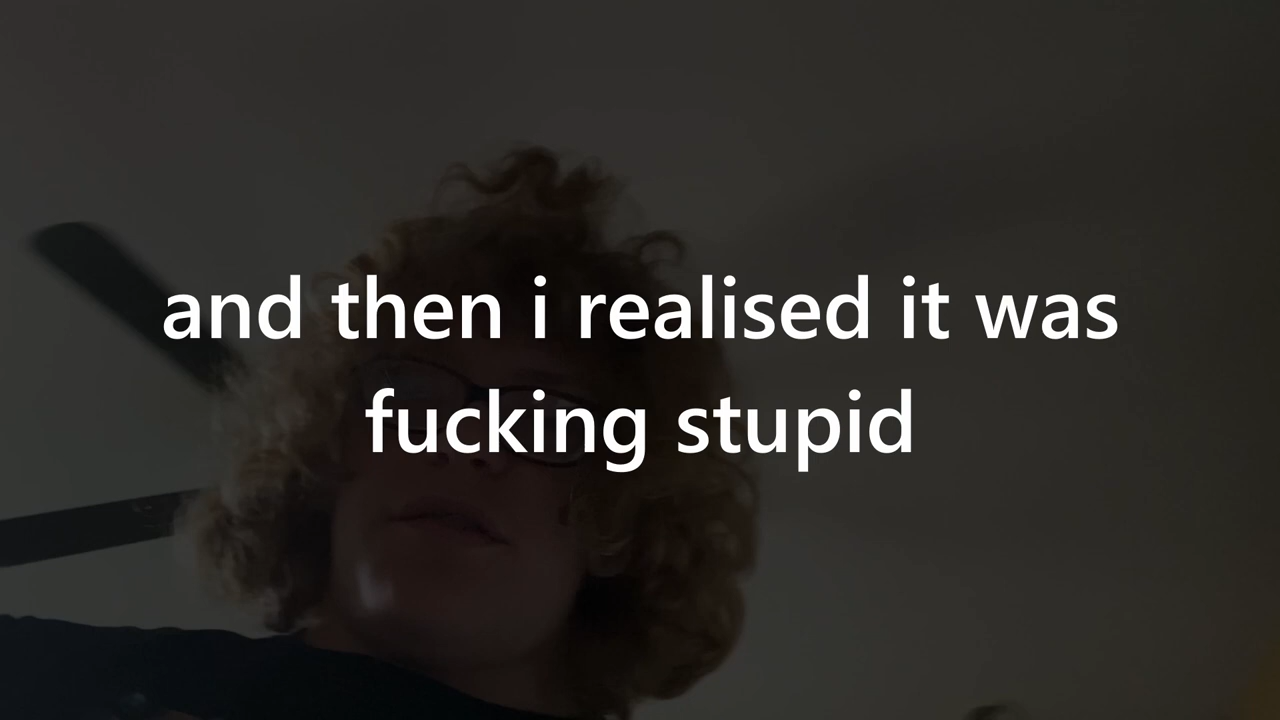 and then i realised it was
fucking stupid